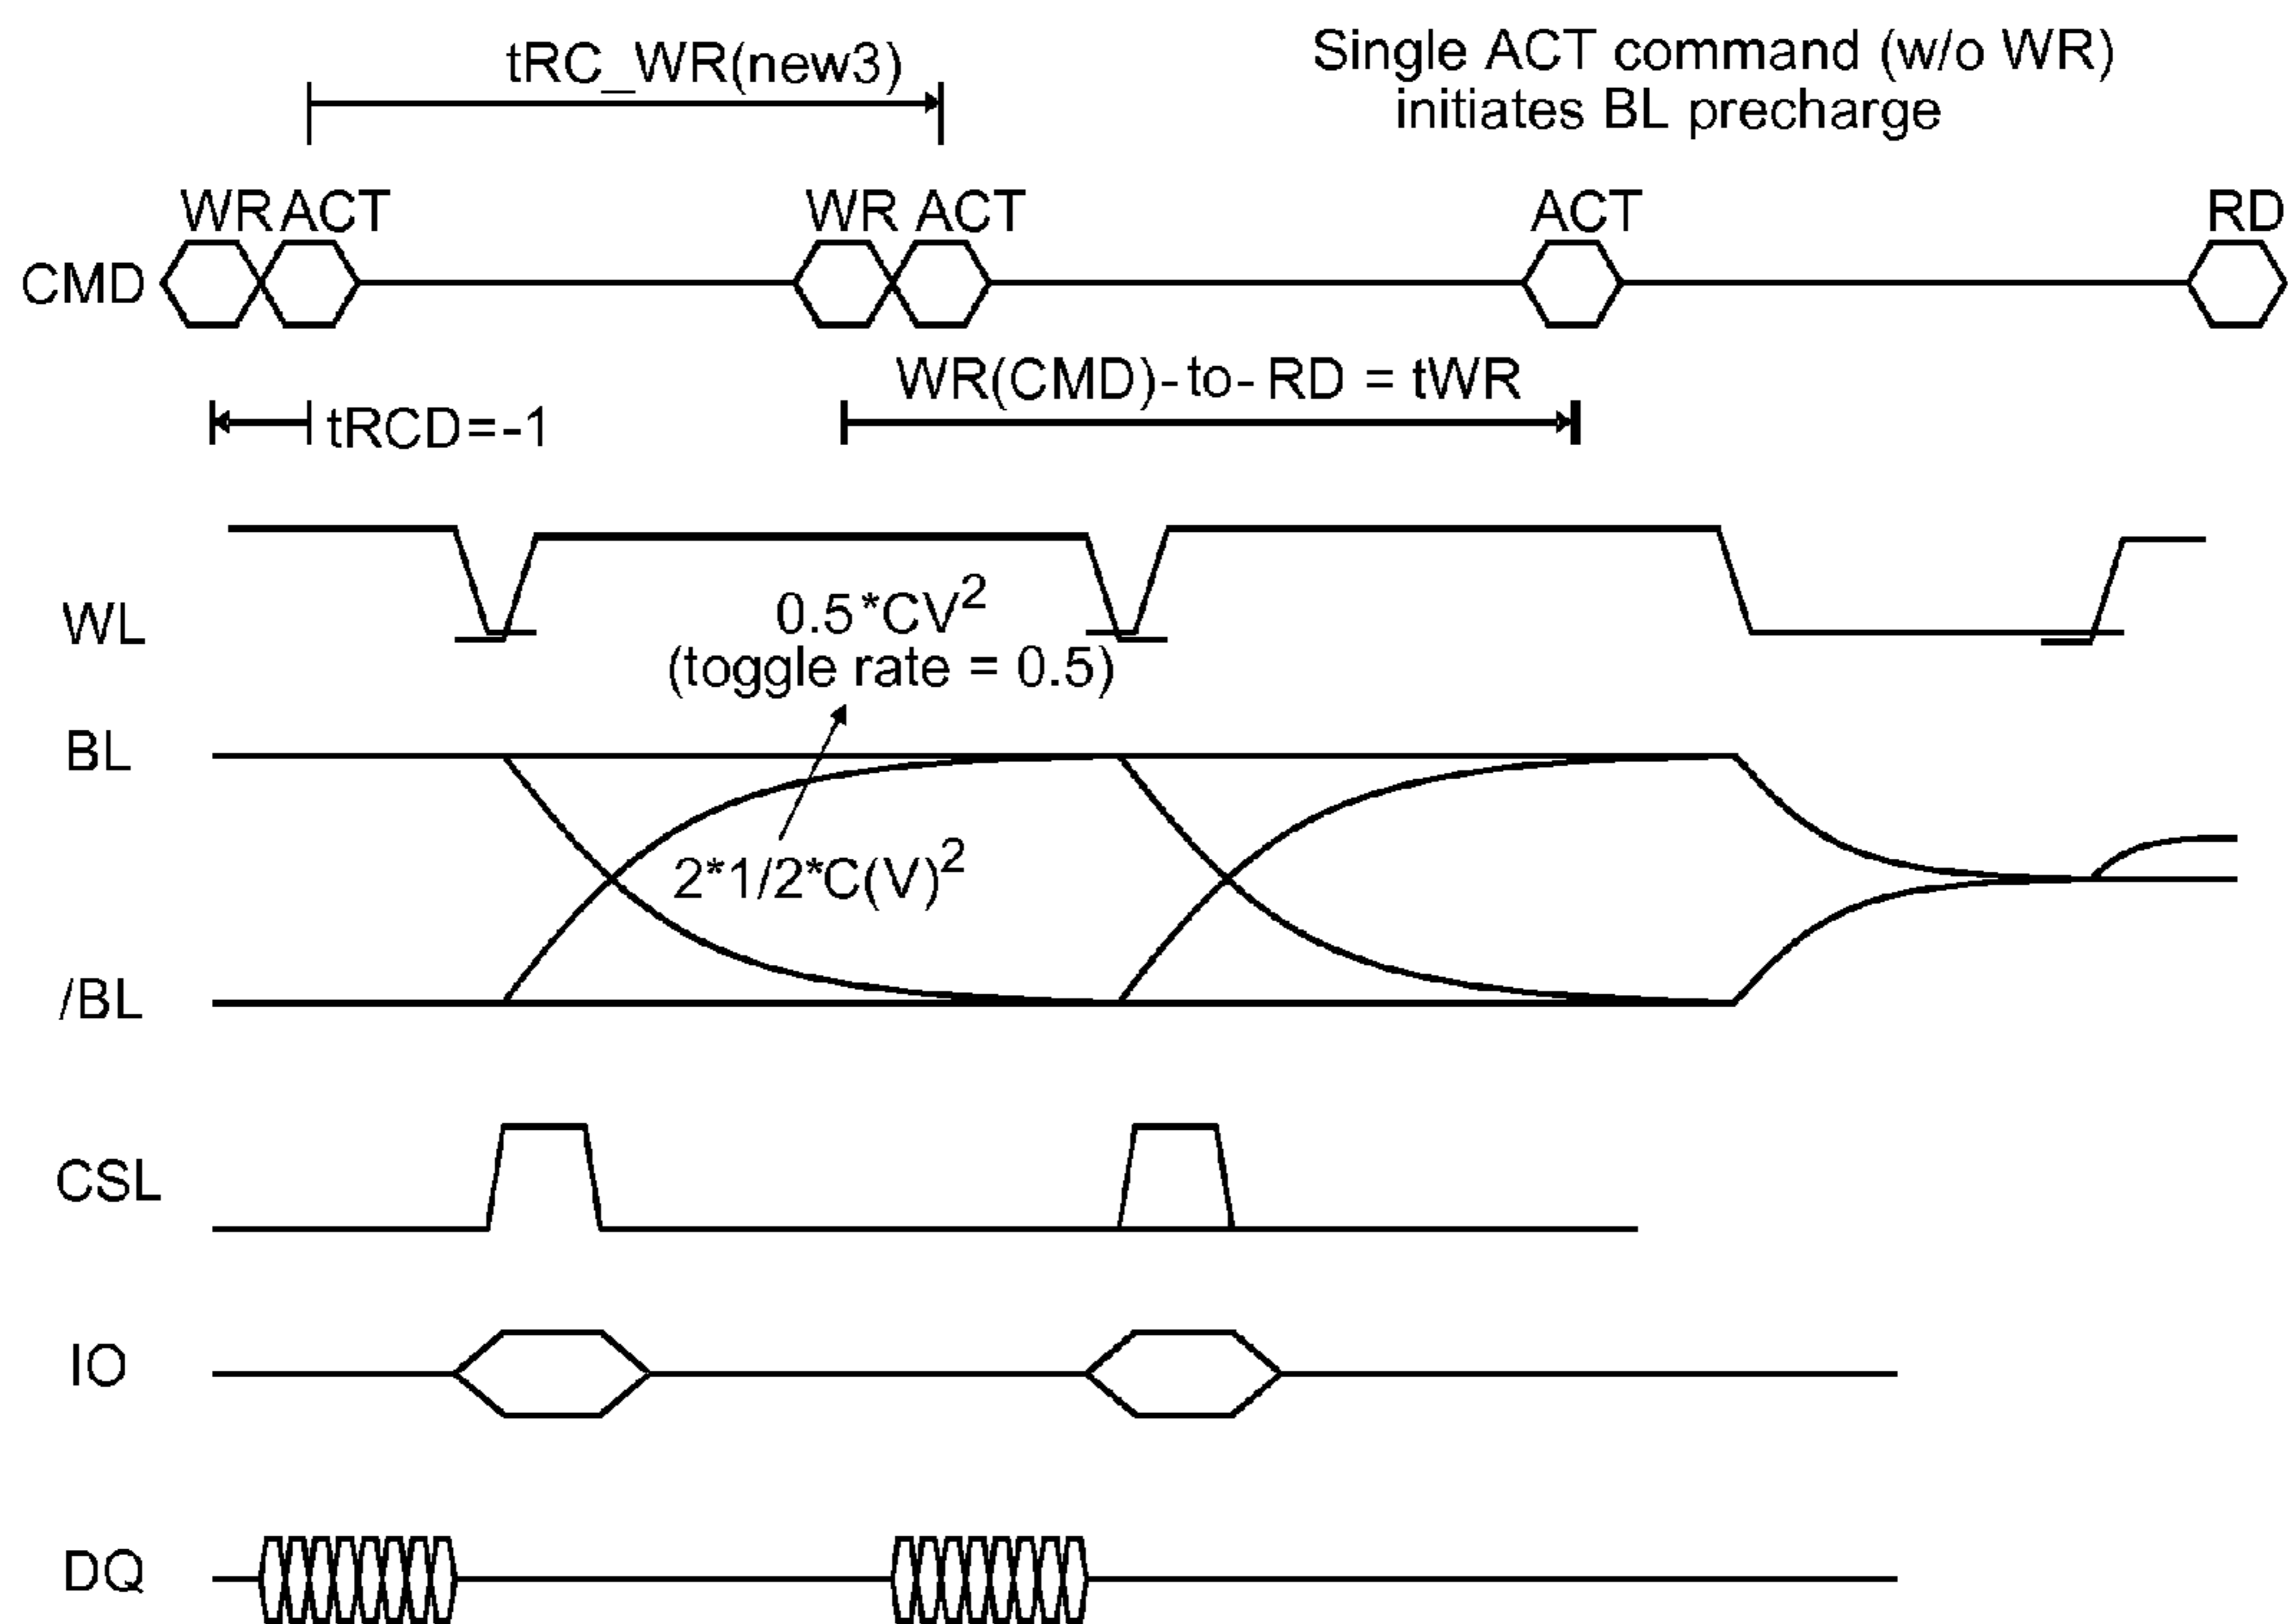 tRC_WR(new3)
Single ACT command (w/o WR)
initiates BL precharge
WR ACT
WR ACT
ACT
RD
CMD
WR(CMD)-to-RD = tWR
tRCD=-1
WL
0.5*CV²
(toggle rate = 0.5)
BL
2*1/2*C(V)²
/BL
CSL
IO
DQ